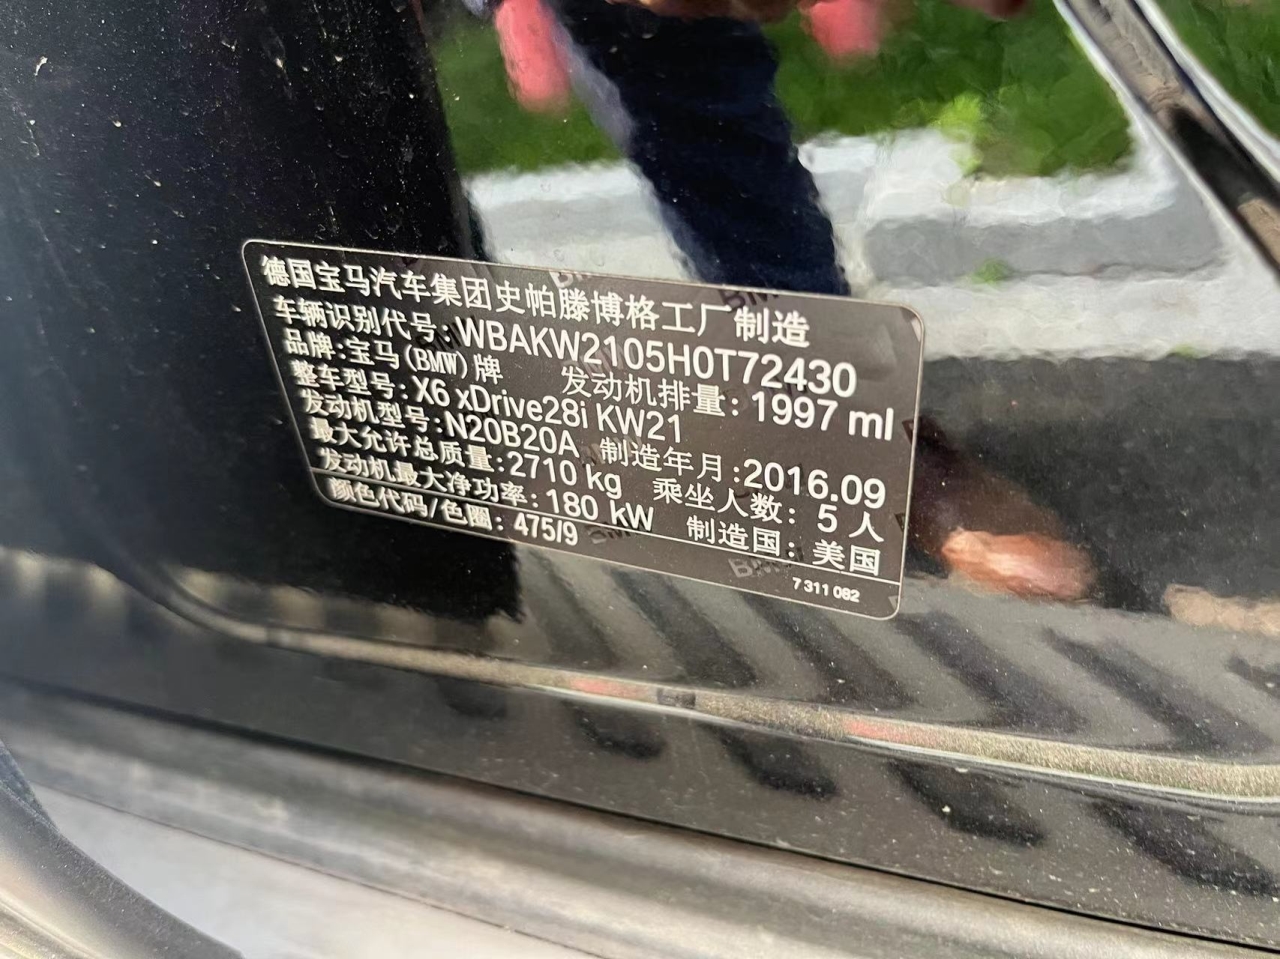 德国宝马汽车集团史帕滕博格工厂制造
车辆识别代号:WBAKW2105H0T72430
品牌:宝马(BMW)牌 发动机排量:1997 ml
整车型号:X6 xDrive28i KW21
发动机型号:N20B20A 制造年月:2016.09
最大允许总质量:2710 kg 乘坐人数:5 人
发动机最大净功率:180 kW 制造国:美国
颜色代码/色圈:475/9
7 311 082